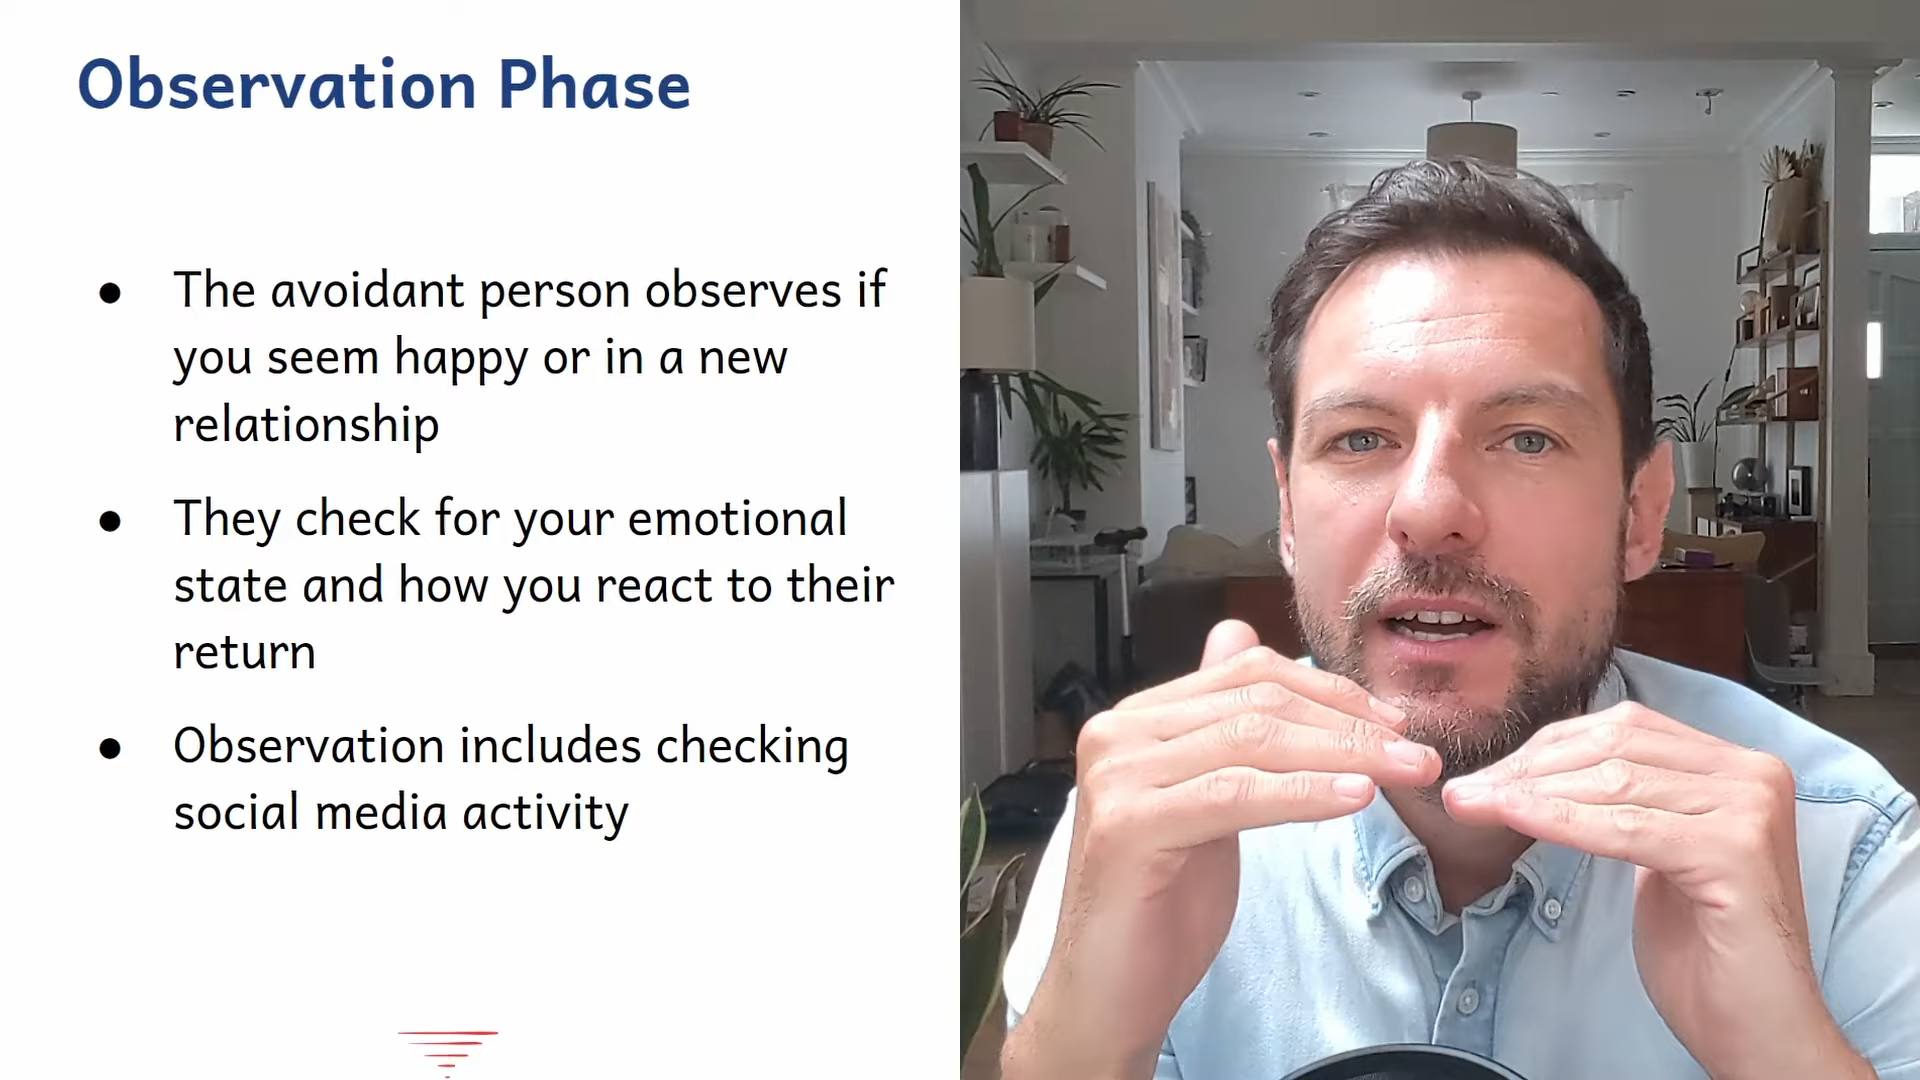 Observation Phase
● The avoidant person observes if
you seem happy or in a new
relationship
● They check for your emotional
state and how you react to their
return
● Observation includes checking
social media activity